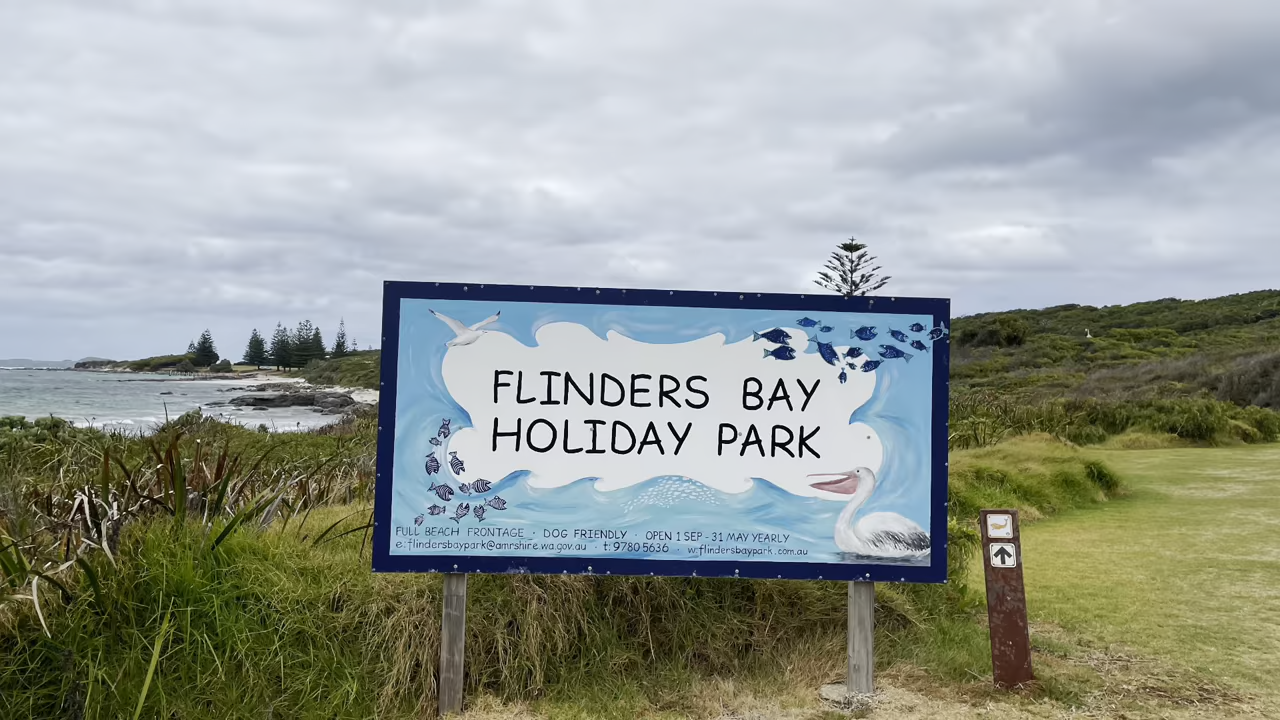 FLINDERS BAY
HOLIDAY PARK
FULL BEACH FRONTAGE · DOG FRIENDLY · OPEN 1 SEP - 31 MAY YEARLY
e: flindersbaypark@amrshire.wa.gov.au · t: 9780 5636 · w. flindersbaypark.com.au